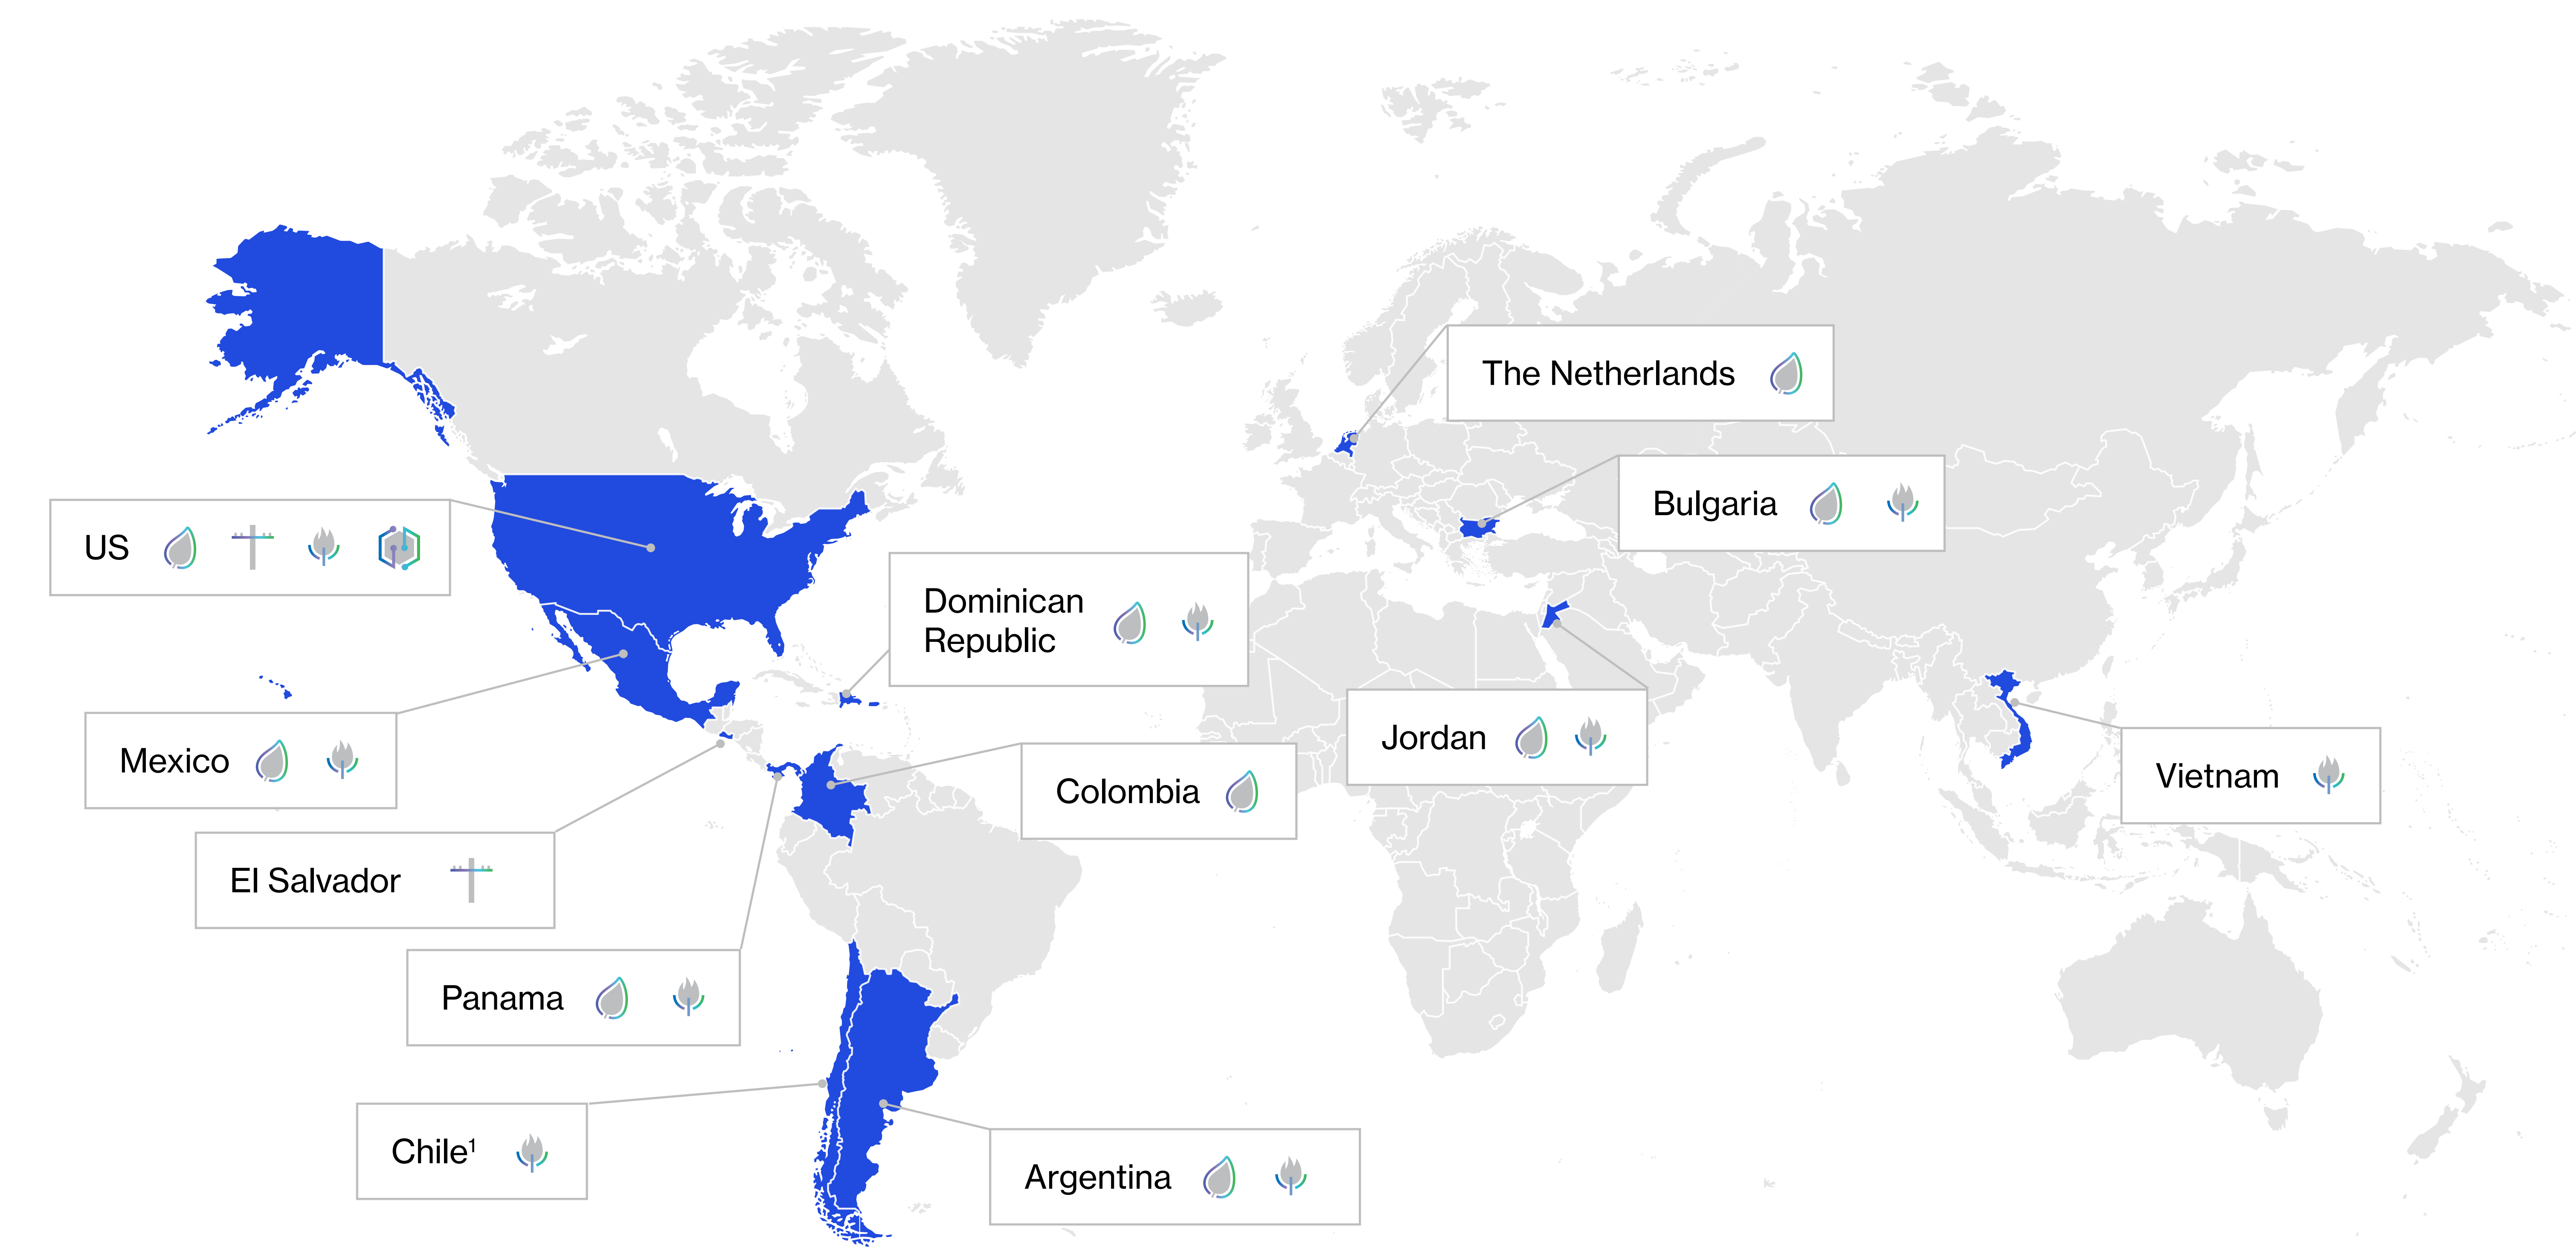 The Netherlands
Bulgaria
US
Dominican
Republic
Jordan
Mexico
Colombia
Vietnam
El Salvador
Panama
Chile¹
Argentina